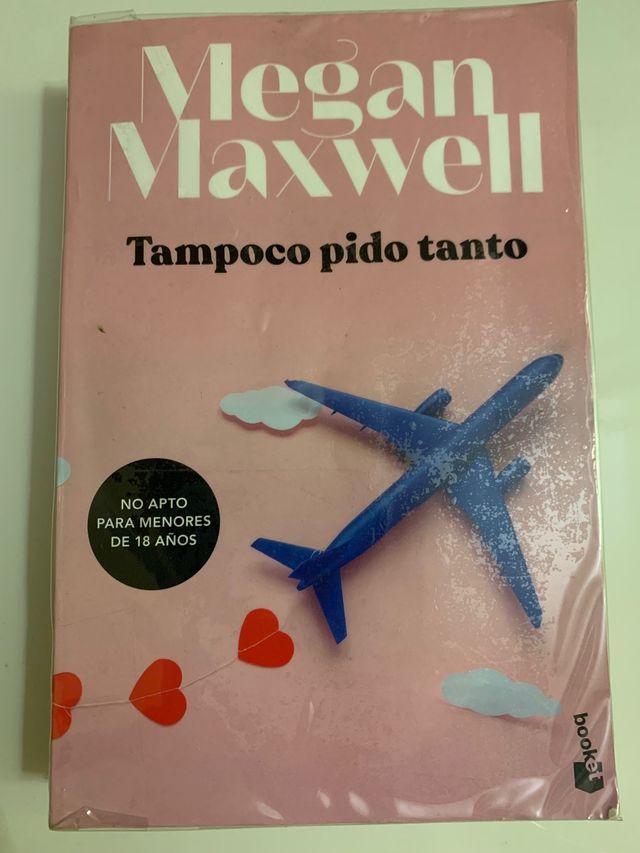 Megan
Maxwell
Tampoco pido tanto
NO APTO
PARA MENORES
DE 18 AÑOS
booket